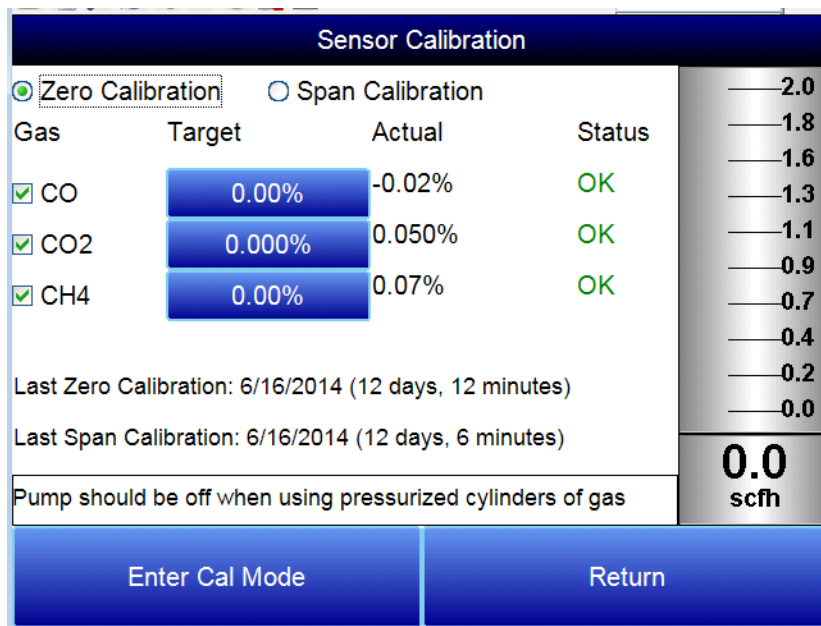 Sensor Calibration
Zero Calibration Span Calibration
Gas Target Actual Status
CO 0.00% -0.02% OK
CO2 0.000% 0.050% OK
CH4 0.00% 0.07% OK
Last Zero Calibration: 6/16/2014 (12 days, 12 minutes)
Last Span Calibration: 6/16/2014 (12 days, 6 minutes)
Pump should be off when using pressurized cylinders of gas
2.0
1.8
1.6
1.3
1.1
0.9
0.7
0.4
0.2
0.0
0.0
scfh
Enter Cal Mode Return